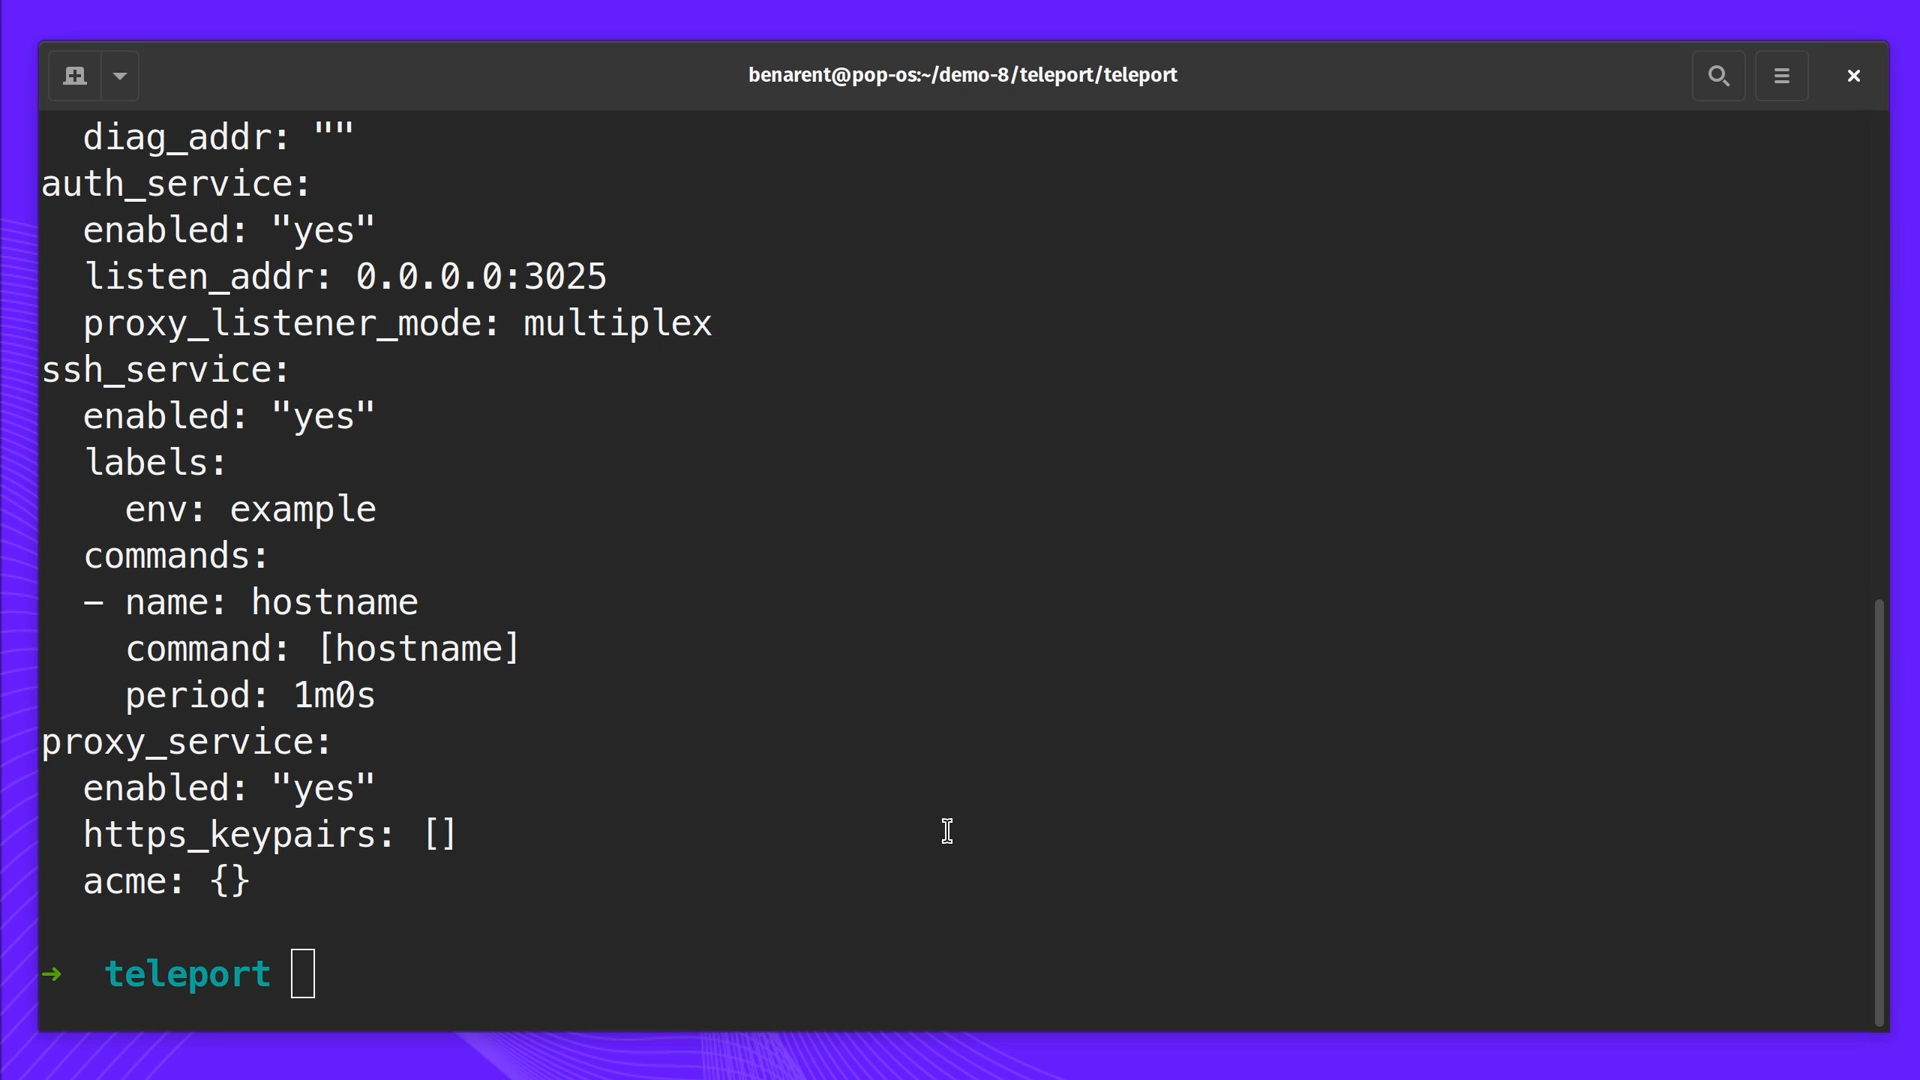 benarent@pop-os:~/demo-8/teleport/teleport
  diag_addr: ""
auth_service:
  enabled: "yes"
  listen_addr: 0.0.0.0:3025
  proxy_listener_mode: multiplex
ssh_service:
  enabled: "yes"
  labels:
    env: example
  commands:
  - name: hostname
    command: [hostname]
    period: 1m0s
proxy_service:
  enabled: "yes"
  https_keypairs: []
  acme: {}
➜  teleport